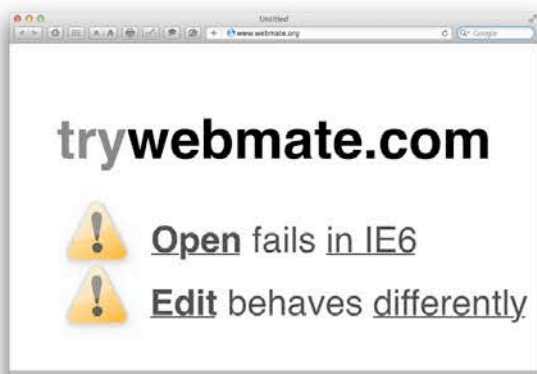 Untitled
www.webmate.org
Google
trywebmate.com
Open fails in IE6
Edit behaves differently